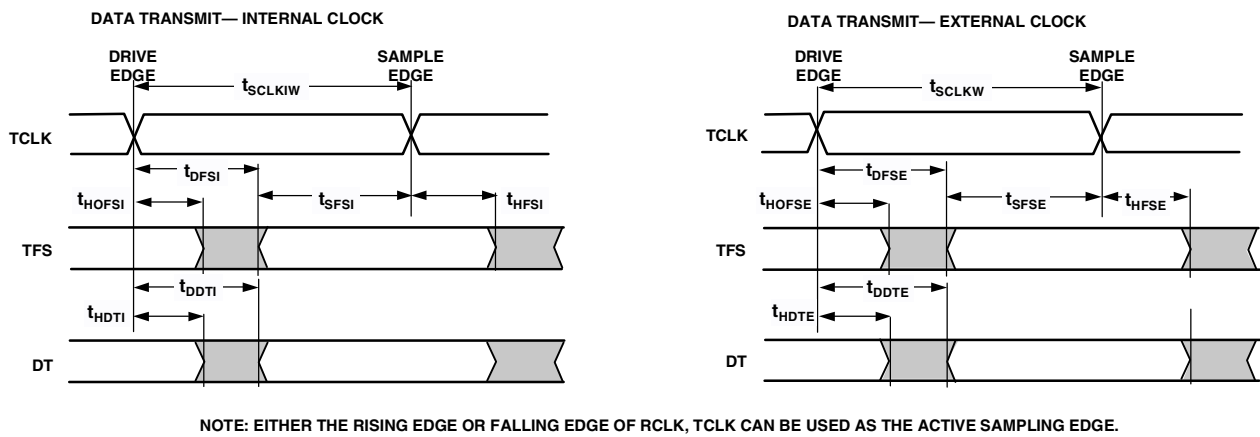 DATA TRANSMIT— INTERNAL CLOCK
DRIVE EDGE
SAMPLE EDGE
tSCLKIW
TCLK
tDFSI
tHOFSI
tSFSI
tHFSI
TFS
tDDTI
tHDTI
DT
DATA TRANSMIT— EXTERNAL CLOCK
DRIVE EDGE
SAMPLE EDGE
tSCLKW
TCLK
tDFSE
tHOFSE
tSFSE
tHFSE
TFS
tDDTE
tHDTE
DT
NOTE: EITHER THE RISING EDGE OR FALLING EDGE OF RCLK, TCLK CAN BE USED AS THE ACTIVE SAMPLING EDGE.